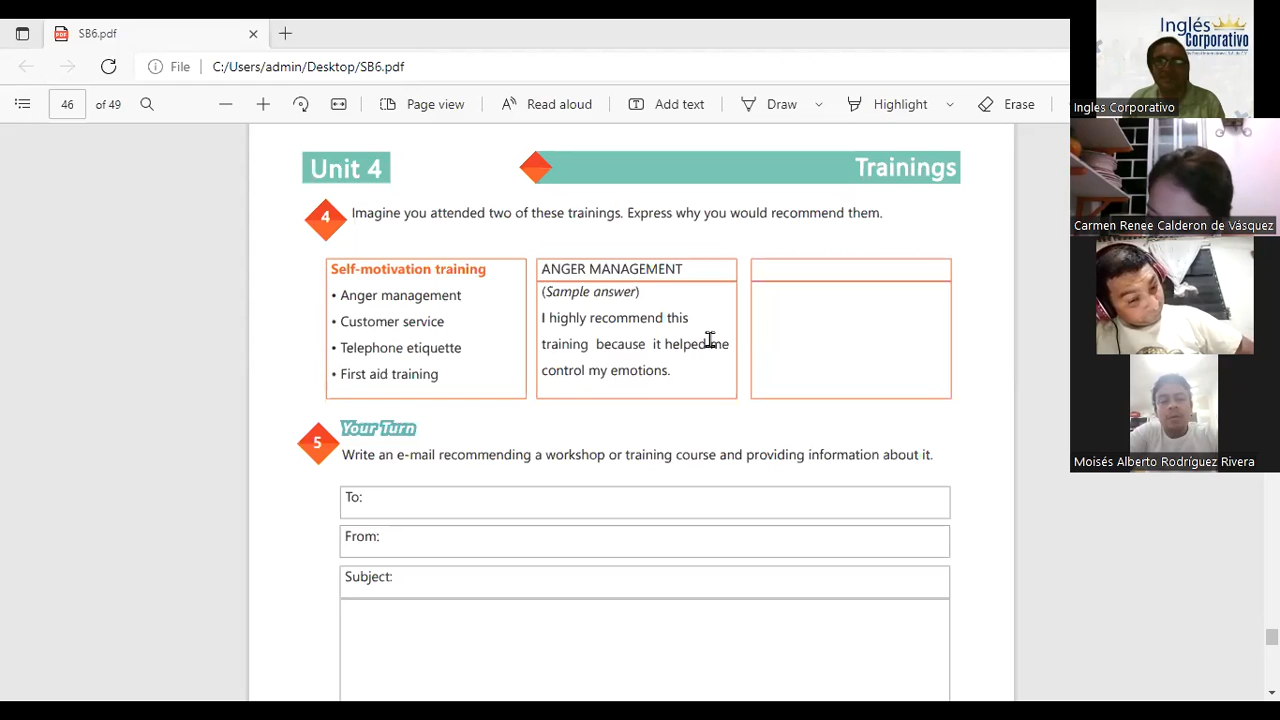 SB6.pdf
File
C:/Users/admin/Desktop/SB6.pdf
46
of 49
Page view
Read aloud
Add text
Draw
Highlight
Erase
Unit 4
Trainings
4
Imagine you attended two of these trainings. Express why you would recommend them.
Self-motivation training
• Anger management
• Customer service
• Telephone etiquette
• First aid training
ANGER MANAGEMENT
(Sample answer)
I highly recommend this
training because it helped me
control my emotions.
5
Your Turn
Write an e-mail recommending a workshop or training course and providing information about it.
To:
From:
Subject:
Inglés
Corporativo
Ingles Corporativo
Carmen Renee Calderon de Vásquez
Moisés Alberto Rodríguez Rivera